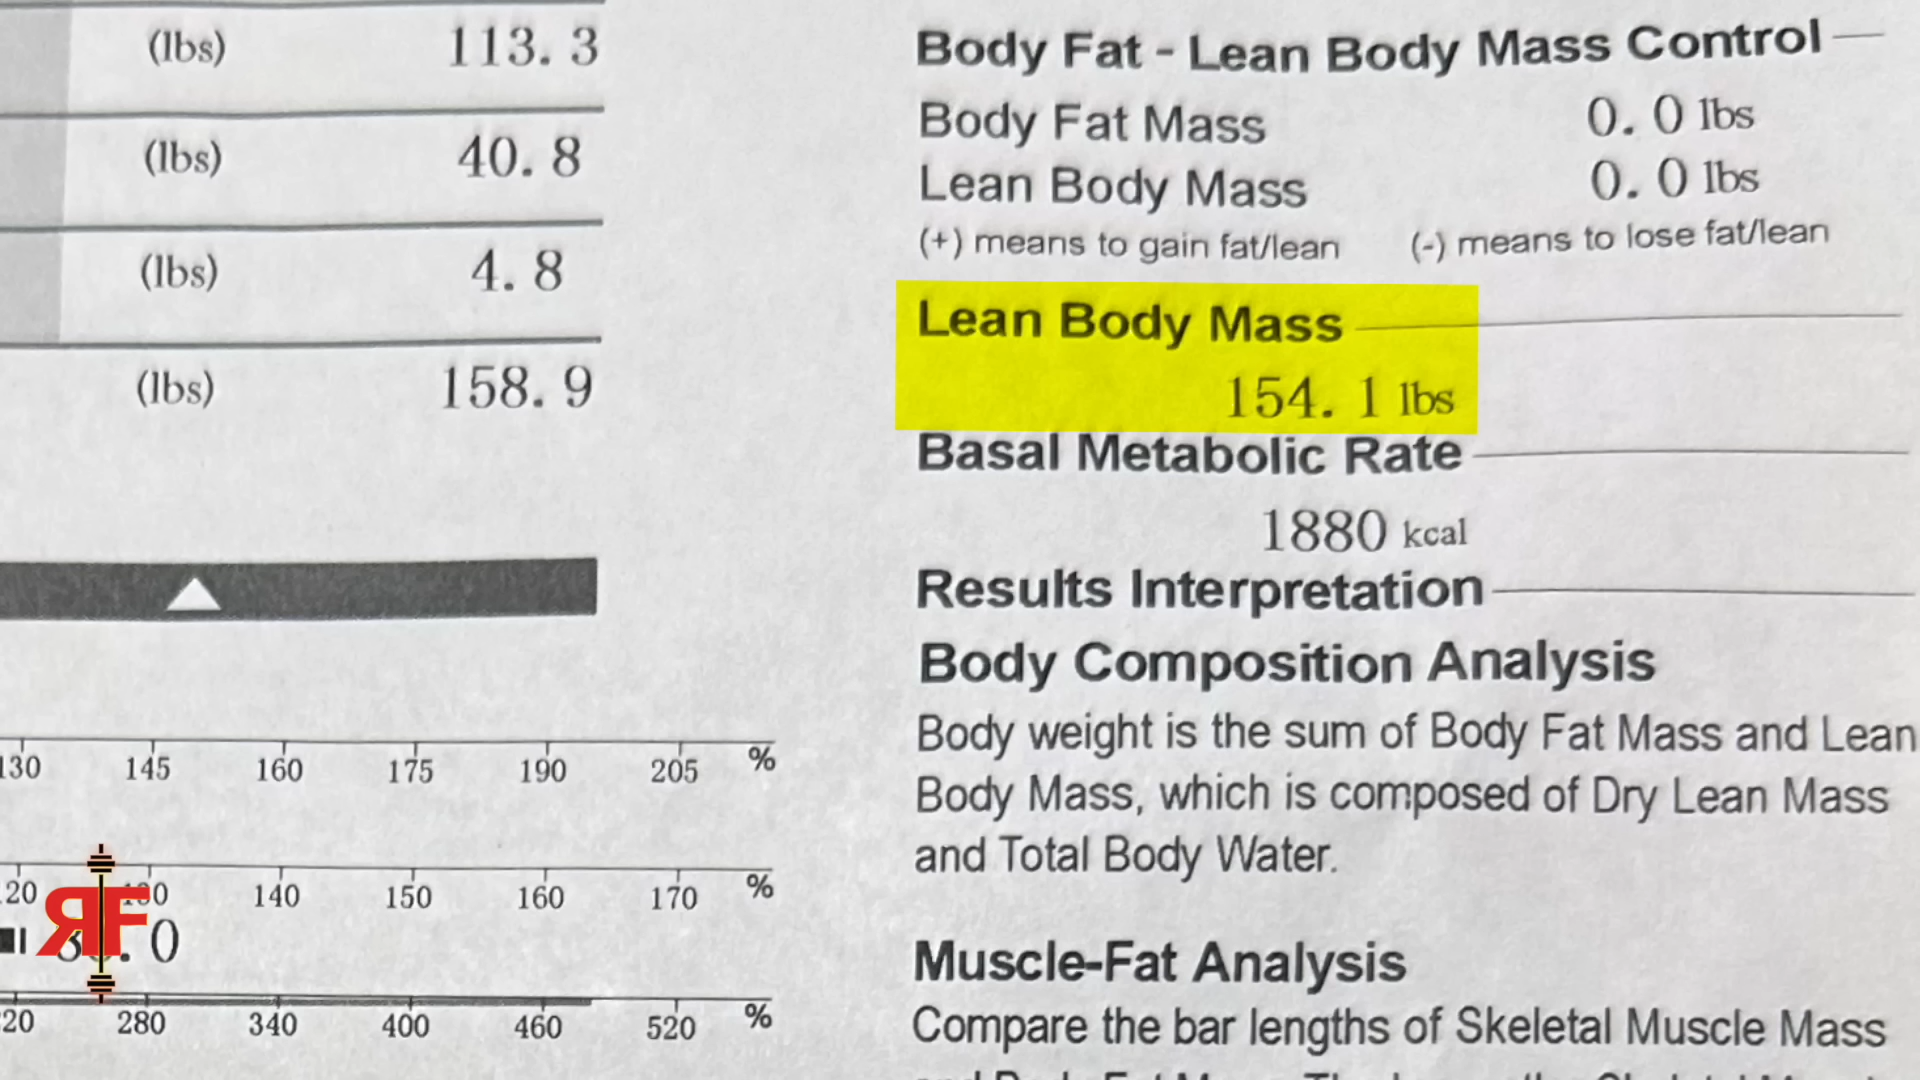 (lbs) 113. 3
(lbs) 40. 8
(lbs) 4. 8
(lbs) 158. 9
130 145 160 175 190 205 %
140 150 160 170 %
RF
. 0
280 340 400 460 520 %
Body Fat - Lean Body Mass Control
Body Fat Mass 0. 0 lbs
Lean Body Mass 0. 0 lbs
(+) means to gain fat/lean (-) means to lose fat/lean
Lean Body Mass
154. 1 lbs
Basal Metabolic Rate
1880 kcal
Results Interpretation
Body Composition Analysis
Body weight is the sum of Body Fat Mass and Lean
Body Mass, which is composed of Dry Lean Mass
and Total Body Water.
Muscle-Fat Analysis
Compare the bar lengths of Skeletal Muscle Mass